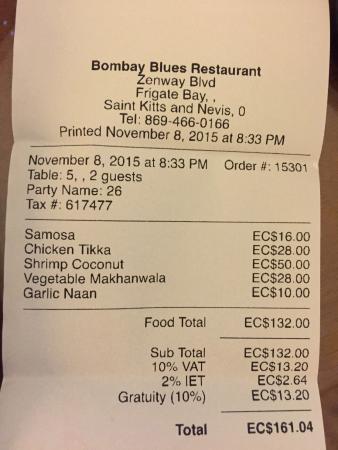 Bombay Blues Restaurant
Zenway Blvd
Frigate Bay, ,
Saint Kitts and Nevis, 0
Tel: 869-466-0166
Printed November 8, 2015 at 8:33 PM
November 8, 2015 at 8:33 PM Order #: 15301
Table: 5, , 2 guests
Party Name: 26
Tax #: 617477
Samosa EC$16.00
Chicken Tikka EC$28.00
Shrimp Coconut EC$50.00
Vegetable Makhanwala EC$28.00
Garlic Naan EC$10.00
Food Total EC$132.00
Sub Total EC$132.00
10% VAT EC$13.20
2% IET EC$2.64
Gratuity (10%) EC$13.20
Total EC$161.04